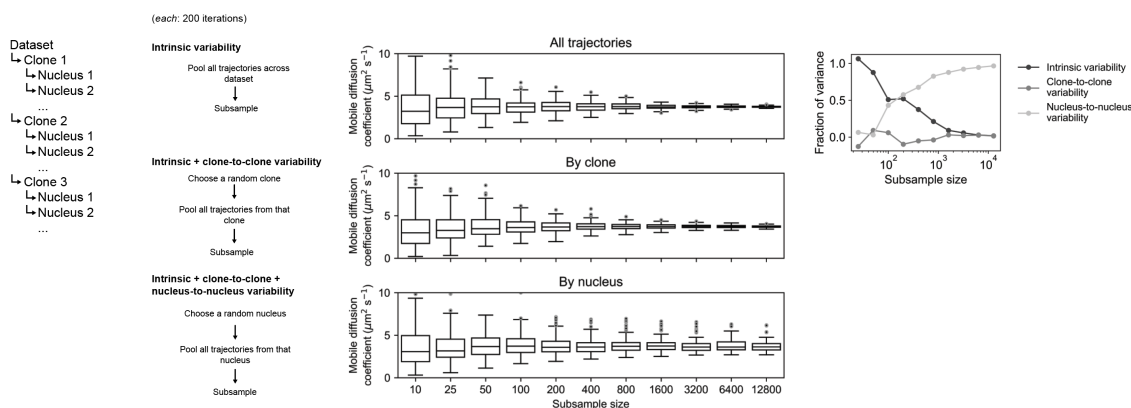 (each: 200 iterations)
Dataset
Clone 1
Nucleus 1
Nucleus 2
...
Clone 2
Nucleus 1
Nucleus 2
...
Clone 3
Nucleus 1
Nucleus 2
...
Intrinsic variability
Pool all trajectories across
dataset
Subsample
Intrinsic + clone-to-clone variability
Choose a random clone
Pool all trajectories from that
clone
Subsample
Intrinsic + clone-to-clone +
nucleus-to-nucleus variability
Choose a random nucleus
Pool all trajectories from that
nucleus
Subsample
All trajectories
Mobile diffusion
coefficient (μm² s⁻¹)
10
5
0
By clone
Mobile diffusion
coefficient (μm² s⁻¹)
10
5
0
By nucleus
Mobile diffusion
coefficient (μm² s⁻¹)
10
5
0
10 25 50 100 200 400 800 1600 3200 6400 12800
Subsample size
Fraction of variance
1.0
0.5
0.0
10² 10³ 10⁴
Subsample size
Intrinsic variability
Clone-to-clone
variability
Nucleus-to-nucleus
variability